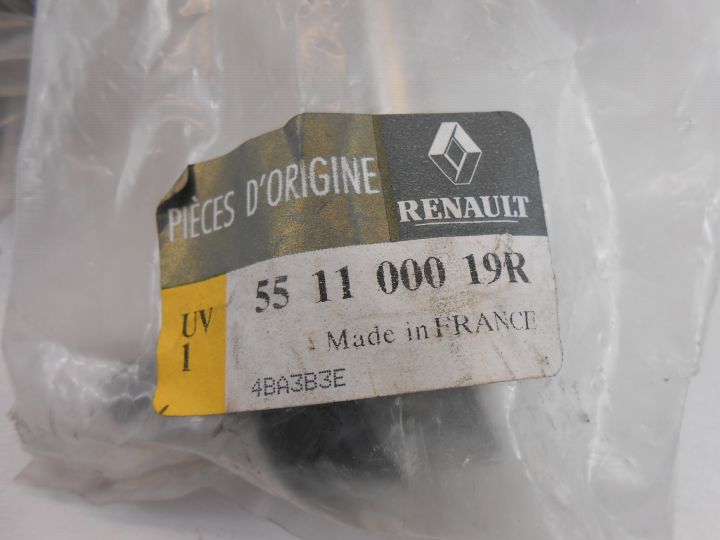 PIÈCES D'ORIGINE
RENAULT
UV
1
55 11 000 19R
Made in FRANCE
4BA3B3E